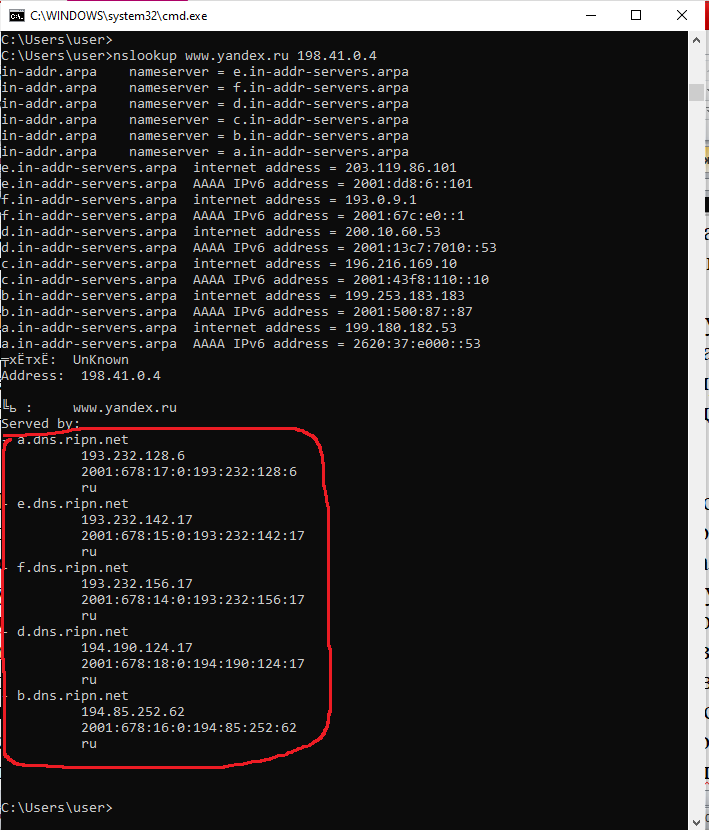 C:\WINDOWS\system32\cmd.exe
C:\Users\user>
C:\Users\user>nslookup www.yandex.ru 198.41.0.4
in-addr.arpa    nameserver = e.in-addr-servers.arpa
in-addr.arpa    nameserver = f.in-addr-servers.arpa
in-addr.arpa    nameserver = d.in-addr-servers.arpa
in-addr.arpa    nameserver = c.in-addr-servers.arpa
in-addr.arpa    nameserver = b.in-addr-servers.arpa
in-addr.arpa    nameserver = a.in-addr-servers.arpa
e.in-addr-servers.arpa  internet address = 203.119.86.101
e.in-addr-servers.arpa  AAAA IPv6 address = 2001:dd8:6::101
f.in-addr-servers.arpa  internet address = 193.0.9.1
f.in-addr-servers.arpa  AAAA IPv6 address = 2001:67c:e0::1
d.in-addr-servers.arpa  internet address = 200.10.60.53
d.in-addr-servers.arpa  AAAA IPv6 address = 2001:13c7:7010::53
c.in-addr-servers.arpa  internet address = 196.216.169.10
c.in-addr-servers.arpa  AAAA IPv6 address = 2001:43f8:110::10
b.in-addr-servers.arpa  internet address = 199.253.183.183
b.in-addr-servers.arpa  AAAA IPv6 address = 2001:500:87::87
a.in-addr-servers.arpa  internet address = 199.180.182.53
a.in-addr-servers.arpa  AAAA IPv6 address = 2620:37:e000::53
╤хЁтхЁ:  UnKnown
Address:  198.41.0.4
╚ь :     www.yandex.ru
Served by:
- a.dns.ripn.net
193.232.128.6
2001:678:17:0:193:232:128:6
ru
- e.dns.ripn.net
193.232.142.17
2001:678:15:0:193:232:142:17
ru
- f.dns.ripn.net
193.232.156.17
2001:678:14:0:193:232:156:17
ru
- d.dns.ripn.net
194.190.124.17
2001:678:18:0:194:190:124:17
ru
- b.dns.ripn.net
194.85.252.62
2001:678:16:0:194:85:252:62
ru
C:\Users\user>